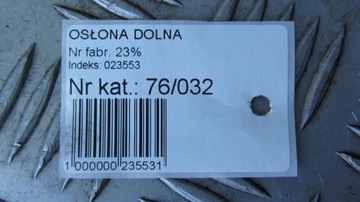 OSŁONA DOLNA
Nr fabr. 23%
Indeks: 023553
Nr kat.: 76/032
1 000000 235531